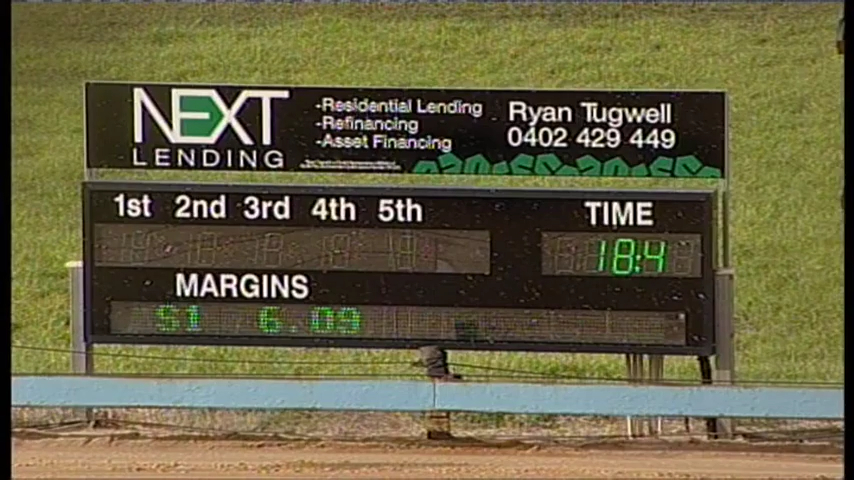 NEXT
LENDING
-Residential Lending
-Refinancing
-Asset Financing
Ryan Tugwell
0402 429 449
1st 2nd 3rd 4th 5th
TIME
18:4
MARGINS
S1 6.09